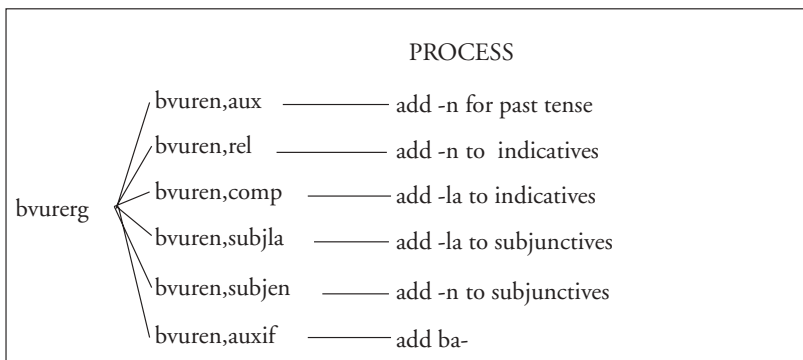 PROCESS
bvuren,aux add -n for past tense
bvuren,rel add -n to indicatives
bvuren,comp add -la to indicatives
bvurerg
bvuren,subjla add -la to subjunctives
bvuren,subjen add -n to subjunctives
bvuren,auxif add ba-